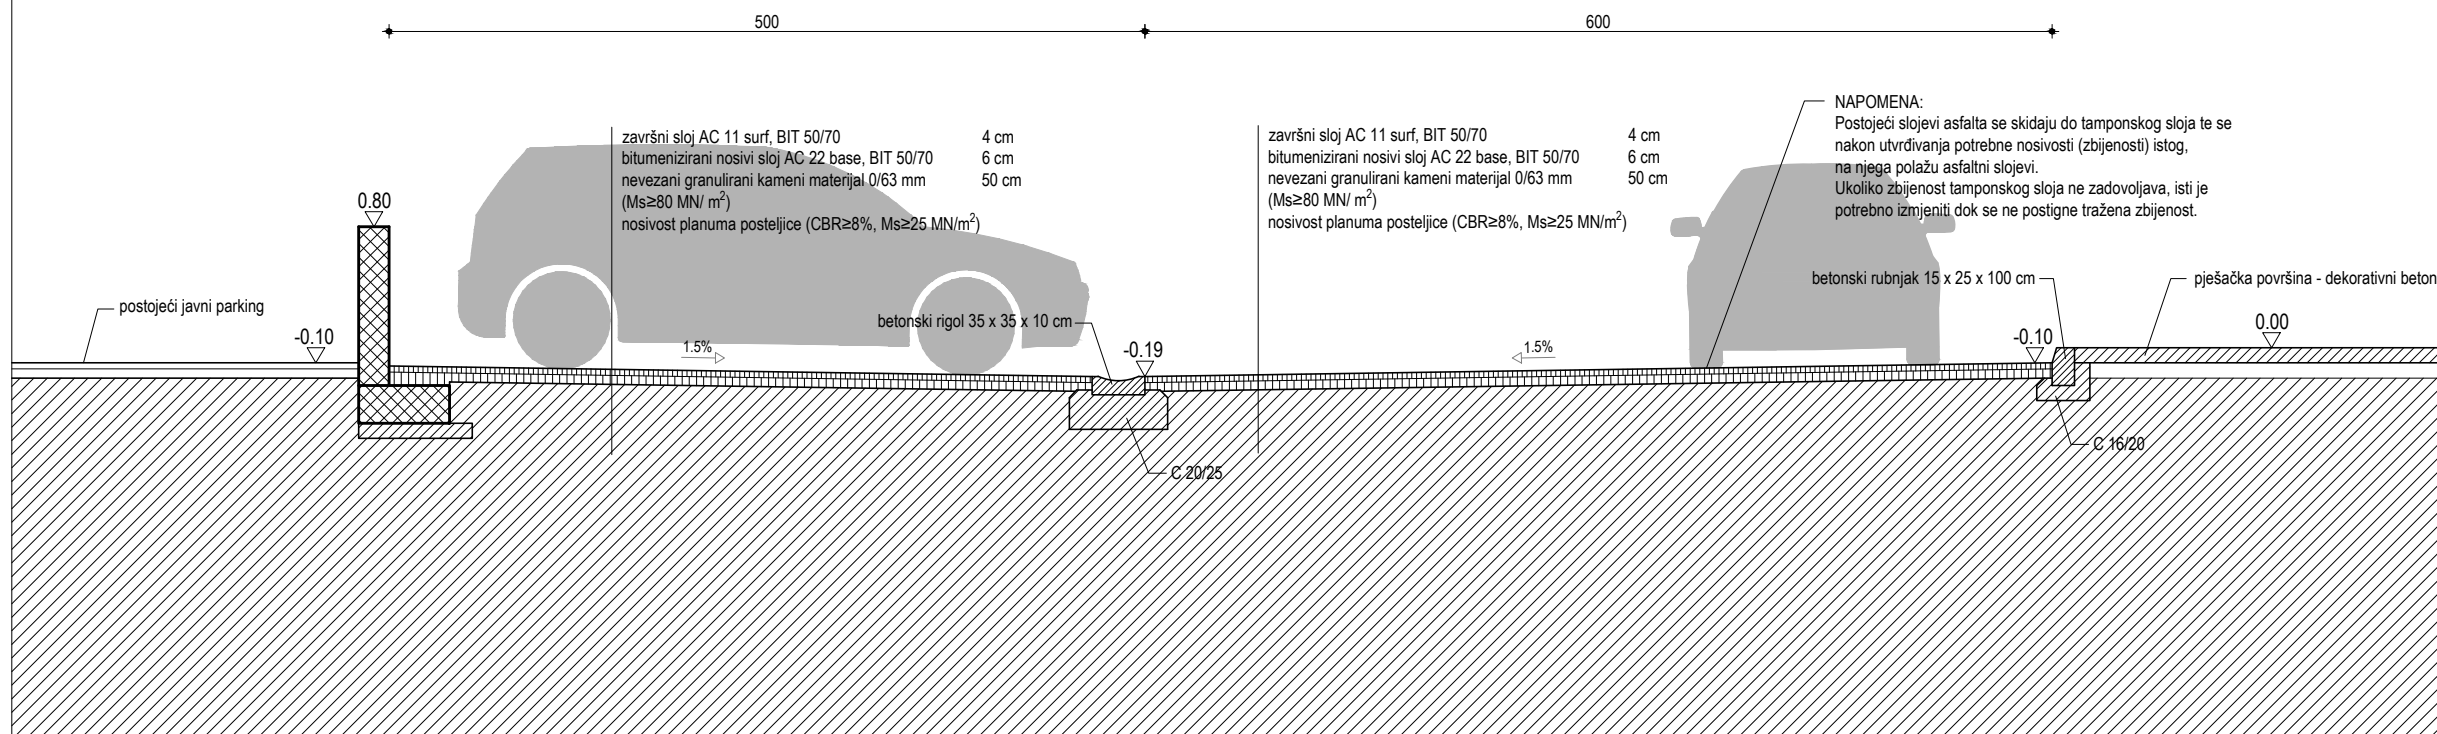 500
600
završni sloj AC 11 surf, BIT 50/70 4 cm
bitumenizirani nosivi sloj AC 22 base, BIT 50/70 6 cm
nevezani granulirani kameni materijal 0/63 mm 50 cm
(Ms≥80 MN/ m²)
nosivost planuma posteljice (CBR≥8%, Ms≥25 MN/m²)
završni sloj AC 11 surf, BIT 50/70 4 cm
bitumenizirani nosivi sloj AC 22 base, BIT 50/70 6 cm
nevezani granulirani kameni materijal 0/63 mm 50 cm
(Ms≥80 MN/ m²)
nosivost planuma posteljice (CBR≥8%, Ms≥25 MN/m²)
NAPOMENA:
Postojeći slojevi asfalta se skidaju do tamponskog sloja te se
nakon utvrđivanja potrebne nosivosti (zbijenosti) istog,
na njega polažu asfaltni slojevi.
Ukoliko zbijenost tamponskog sloja ne zadovoljava, isti je
potrebno izmjeniti dok se ne postigne tražena zbijenost.
0.80
betonski rubnjak 15 x 25 x 100 cm
pješačka površina - dekorativni beton
postojeći javni parking
betonski rigol 35 x 35 x 10 cm
-0.10
1.5%
-0.19
1.5%
-0.10
0.00
C 20/25
C 16/20